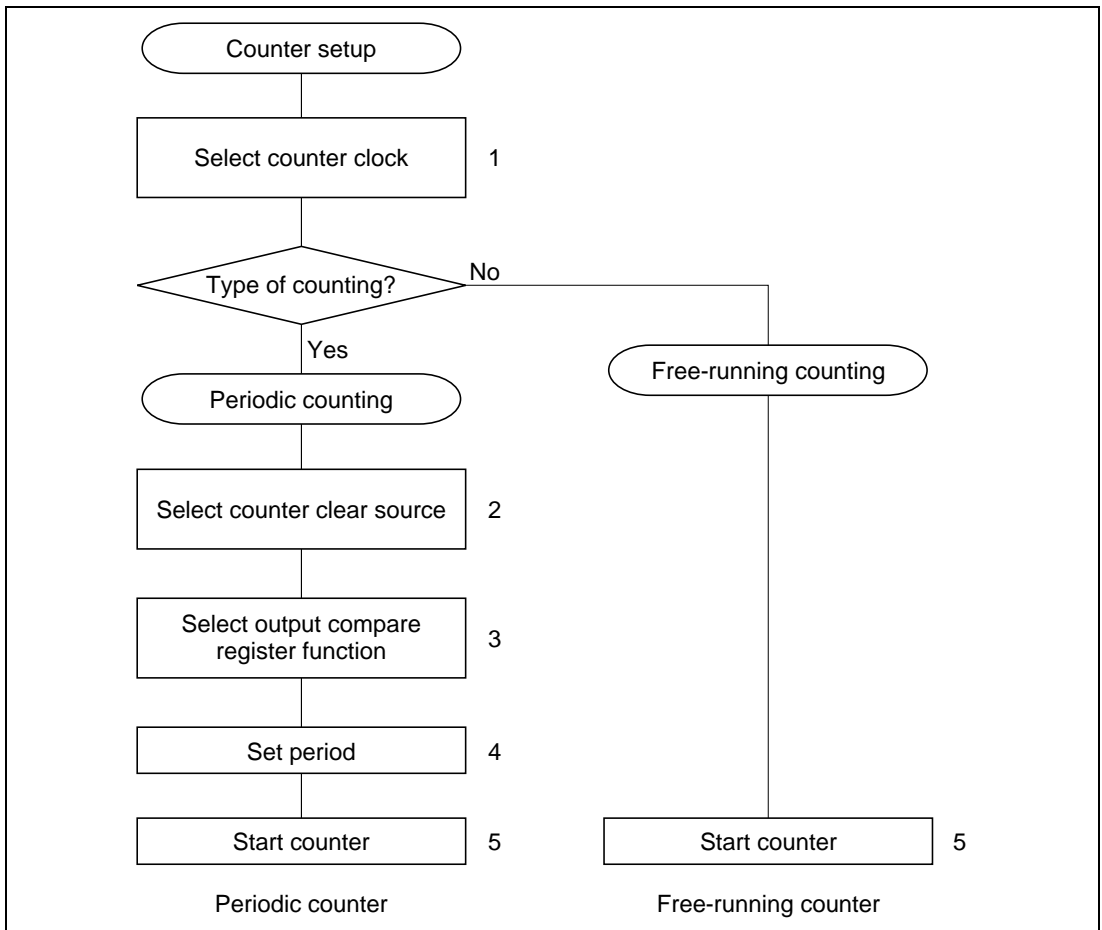 Counter setup
Select counter clock
1
Type of counting?
No
Yes
Free-running counting
Periodic counting
Select counter clear source
2
Select output compare
register function
3
Set period
4
Start counter
5
Start counter
5
Periodic counter
Free-running counter